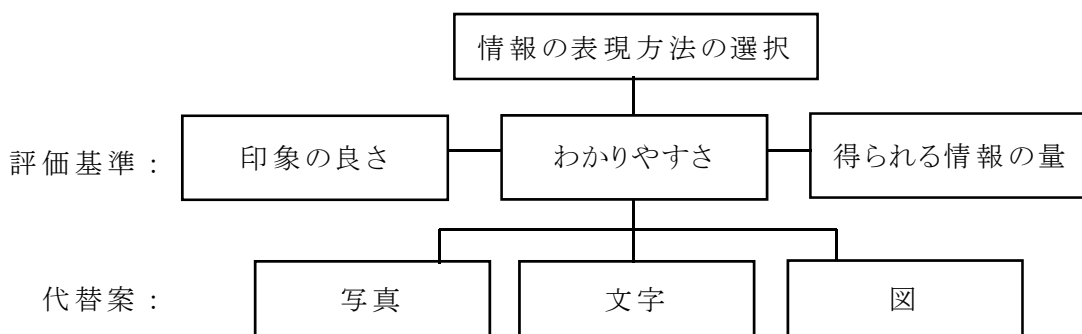 情報の表現方法の選択
評価基準： 印象の良さ わかりやすさ 得られる情報の量
代替案： 写真 文字 図